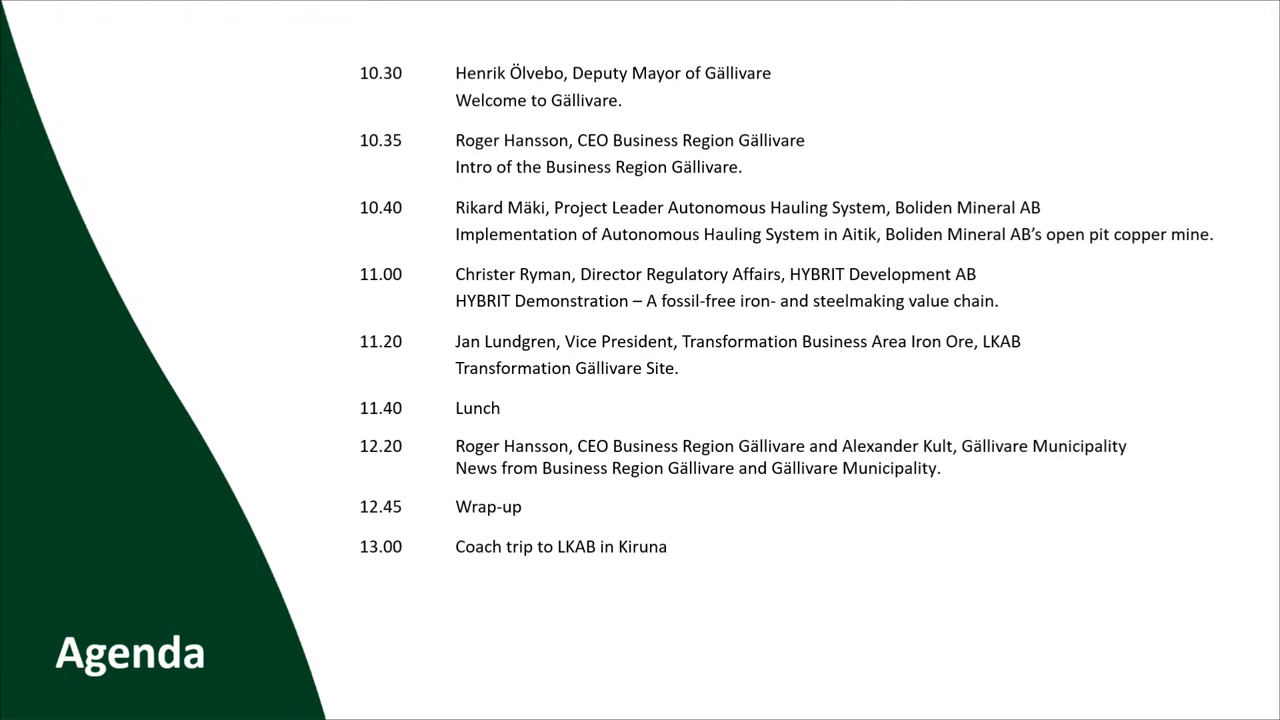 10.30 Henrik Ölvebo, Deputy Mayor of Gällivare
Welcome to Gällivare.
10.35 Roger Hansson, CEO Business Region Gällivare
Intro of the Business Region Gällivare.
10.40 Rikard Mäki, Project Leader Autonomous Hauling System, Boliden Mineral AB
Implementation of Autonomous Hauling System in Aitik, Boliden Mineral AB’s open pit copper mine.
11.00 Christer Ryman, Director Regulatory Affairs, HYBRIT Development AB
HYBRIT Demonstration – A fossil-free iron- and steelmaking value chain.
11.20 Jan Lundgren, Vice President, Transformation Business Area Iron Ore, LKAB
Transformation Gällivare Site.
11.40 Lunch
12.20 Roger Hansson, CEO Business Region Gällivare and Alexander Kult, Gällivare Municipality
News from Business Region Gällivare and Gällivare Municipality.
12.45 Wrap-up
13.00 Coach trip to LKAB in Kiruna
Agenda